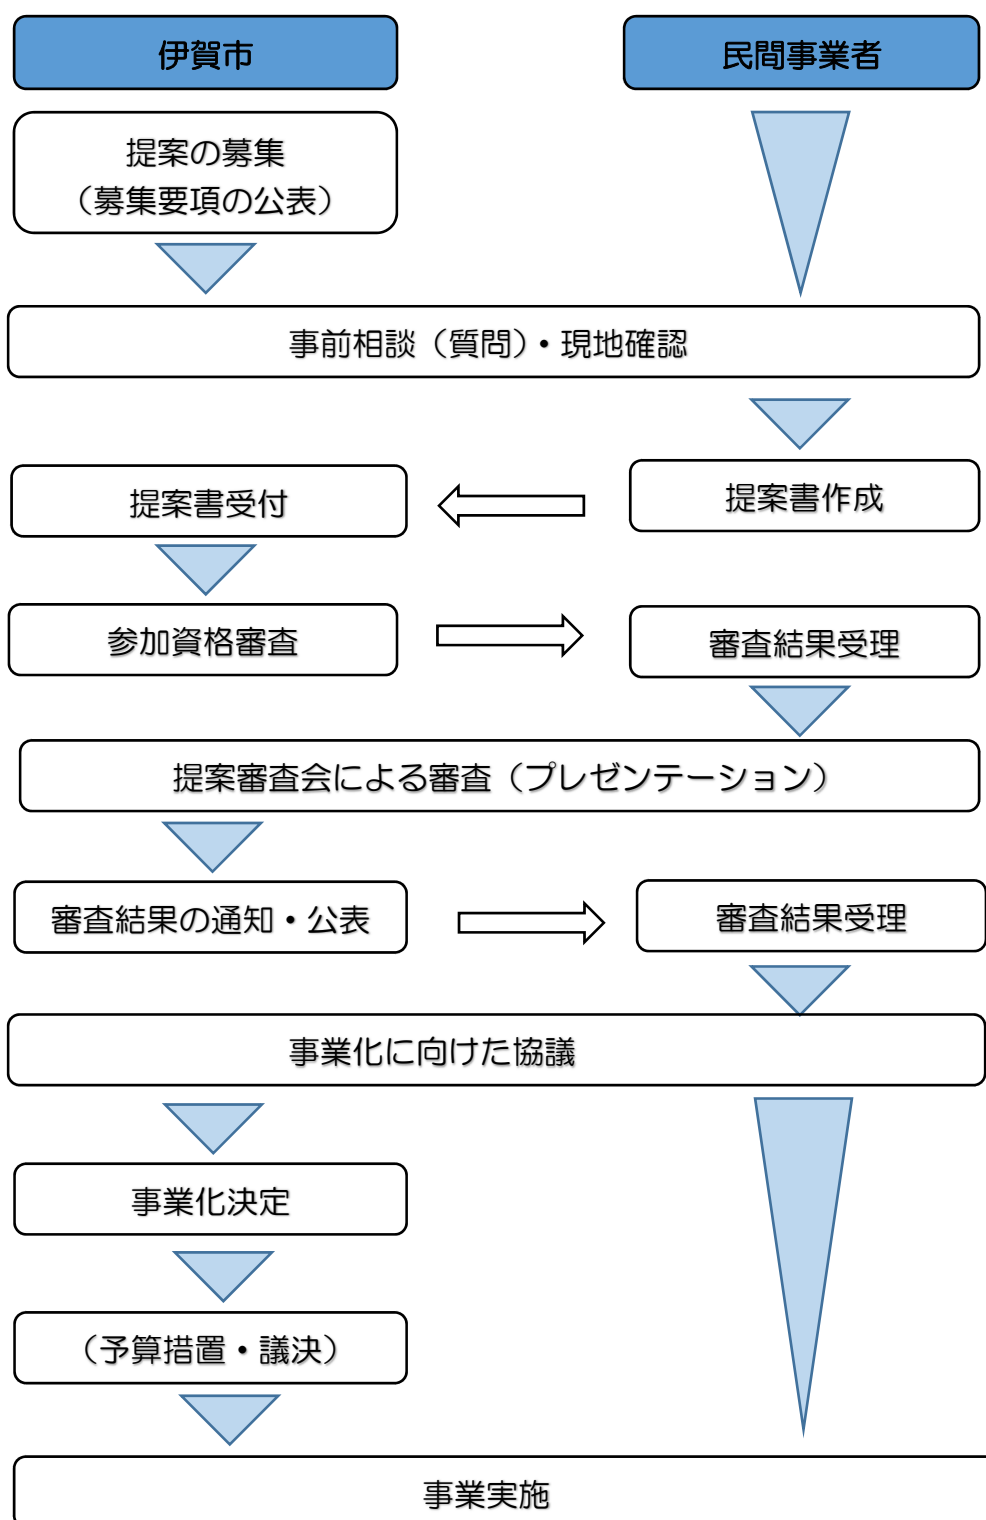 伊賀市
民間事業者
提案の募集
（募集要項の公表）
事前相談（質問）・現地確認
提案書受付
提案書作成
参加資格審査
審査結果受理
提案審査会による審査（プレゼンテーション）
審査結果の通知・公表
審査結果受理
事業化に向けた協議
事業化決定
（予算措置・議決）
事業実施